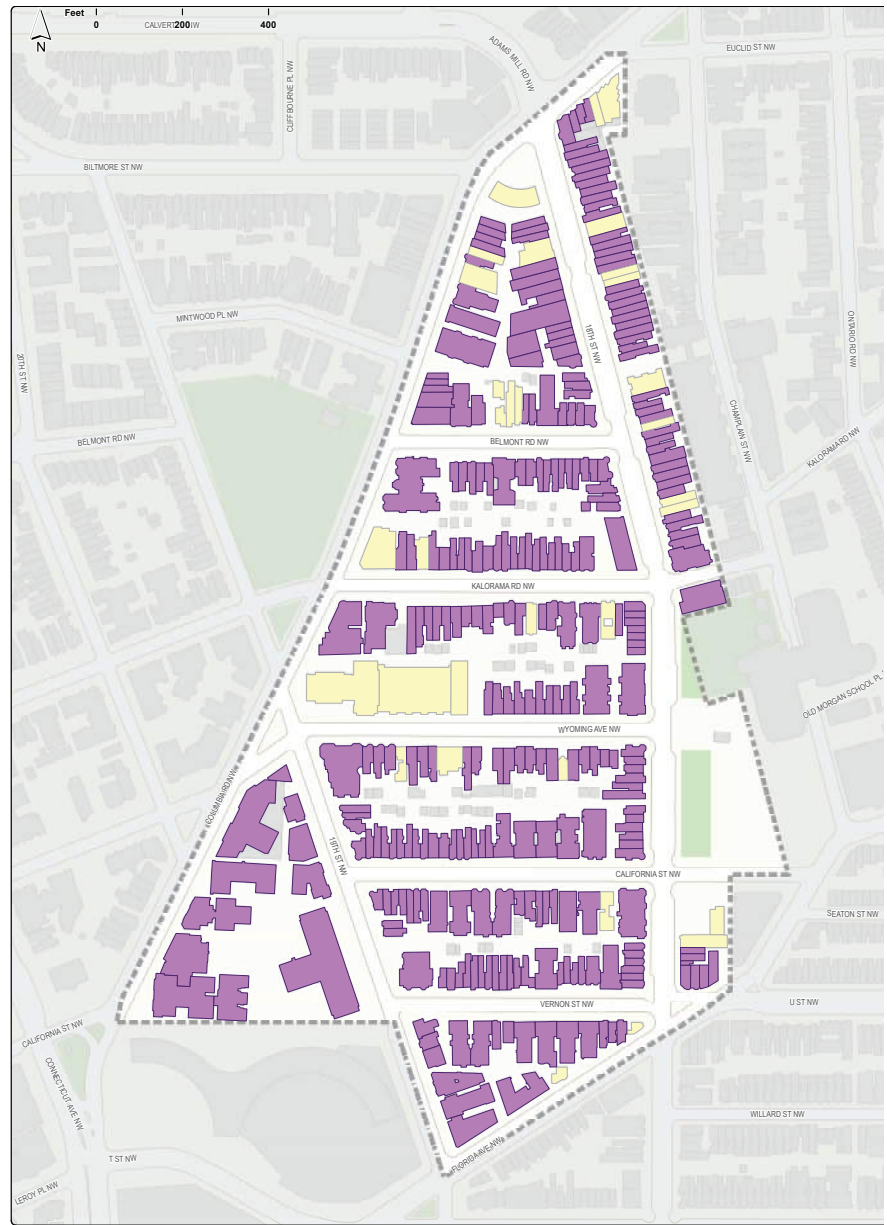 Feet
0 200 400
N
CALVERT ST NW
ADAMS MILL RD NW
EUCLID ST NW
CLIFFBOURNE PL NW
BILTMORE ST NW
MINTWOOD PL NW
18TH ST NW
ONTARIO RD NW
20TH ST NW
CHAMPLAIN ST NW
BELMONT RD NW
BELMONT RD NW
KALORAMA RD NW
KALORAMA RD NW
OLD MORGAN SCHOOL PL
WYOMING AVE NW
COLUMBIA RD NW
19TH ST NW
CALIFORNIA ST NW
SEATON ST NW
VERNON ST NW
U ST NW
CALIFORNIA ST NW
CONNECTICUT AVE NW
WILLARD ST NW
T ST NW
FLORIDA AVE NW
LEROY PL NW